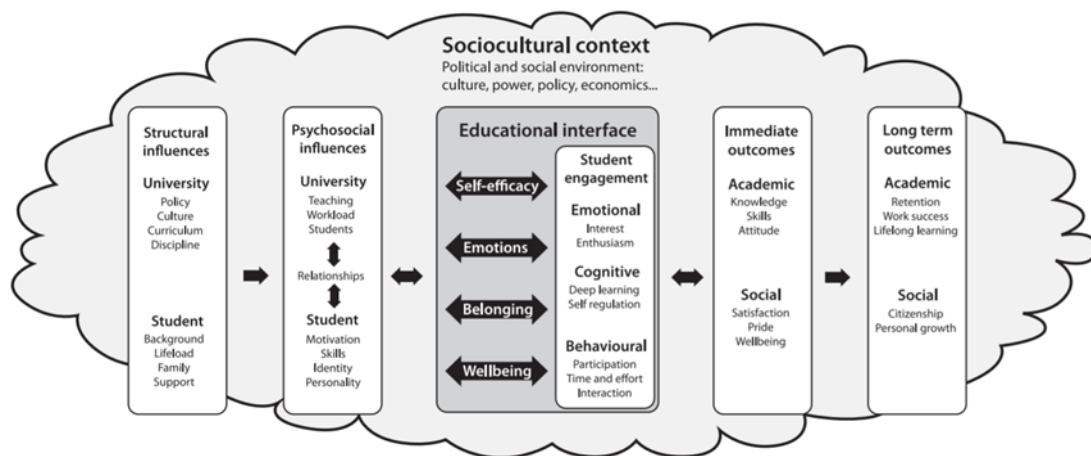 Sociocultural context
Political and social environment:
culture, power, policy, economics...
Structural
influences
University
Policy
Culture
Curriculum
Discipline
Student
Background
Lifeload
Family
Support
Psychosocial
influences
University
Teaching
Workload
Students
Relationships
Student
Motivation
Skills
Identity
Personality
Educational interface
Self-efficacy
Emotions
Belonging
Wellbeing
Student
engagement
Emotional
Interest
Enthusiasm
Cognitive
Deep learning
Self regulation
Behavioural
Participation
Time and effort
Interaction
Immediate
outcomes
Academic
Knowledge
Skills
Attitude
Social
Satisfaction
Pride
Wellbeing
Long term
outcomes
Academic
Retention
Work success
Lifelong learning
Social
Citizenship
Personal growth